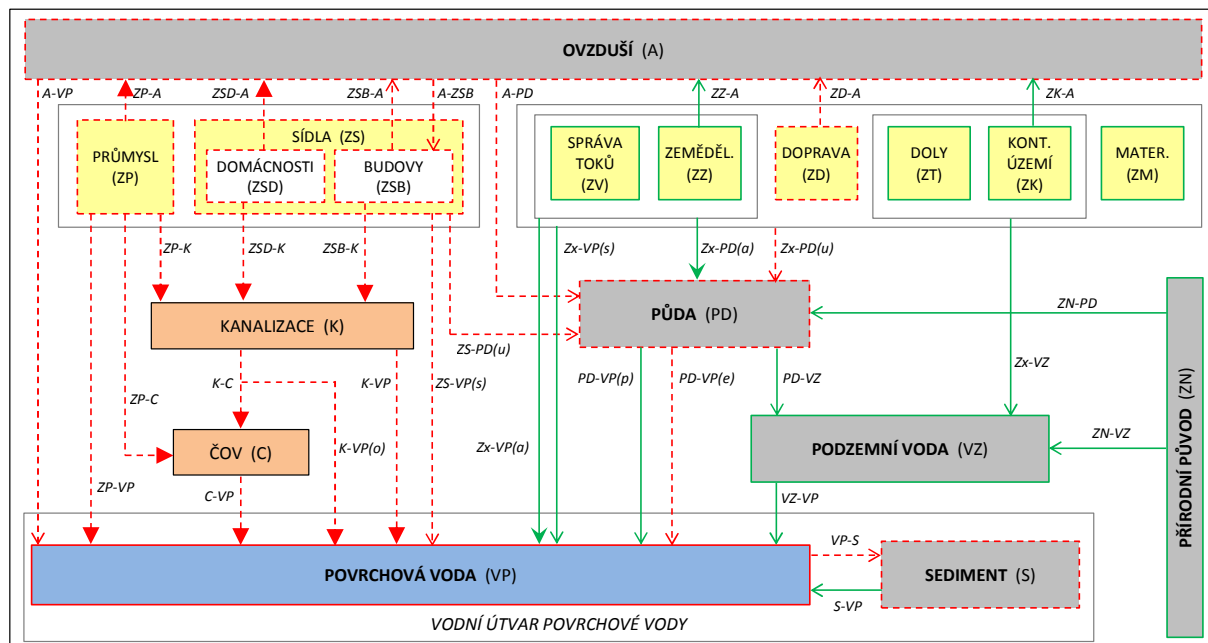 OVZDUŠÍ (A)
A-VP
ZP-A
ZSD-A
ZSB-A
A-ZSB
A-PD
ZZ-A
ZD-A
ZK-A
SÍDLA (ZS)
PRŮMYSL
(ZP)
DOMÁCNOSTI
(ZSD)
BUDOVY
(ZSB)
SPRÁVA
TOKŮ
(ZV)
ZEMĚDĚL.
(ZZ)
DOPRAVA
(ZD)
DOLY
(ZT)
KONT.
ÚZEMÍ
(ZK)
MATER.
(ZM)
ZP-K
ZSD-K
ZSB-K
Zx-VP(s)
Zx-PD(a)
Zx-PD(u)
KANALIZACE (K)
PŮDA (PD)
ZN-PD
ZS-PD(u)
K-C
K-VP
ZS-VP(s)
PD-VP(p)
PD-VP(e)
PD-VZ
Zx-VZ
ZP-C
ČOV (C)
K-VP(o)
Zx-VP(a)
PODZEMNÍ VODA (VZ)
ZN-VZ
PŘÍRODNÍ PŮVOD (ZN)
ZP-VP
C-VP
VZ-VP
POVRCHOVÁ VODA (VP)
VP-S
SEDIMENT (S)
S-VP
VODNÍ ÚTVAR POVRCHOVÉ VODY